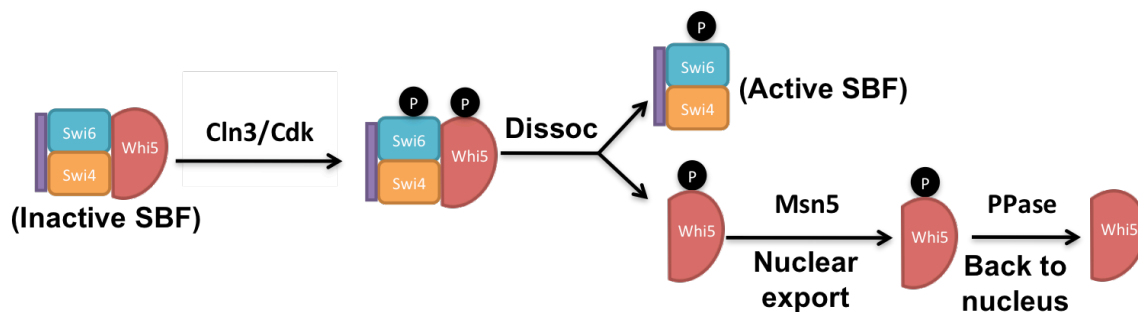 Swi6
Swi4
Whi5
(Inactive SBF)
Cln3/Cdk
P
P
Swi6
Swi4
Whi5
Dissoc
P
Swi6
Swi4
(Active SBF)
P
Whi5
Msn5
Nuclear
export
P
Whi5
PPase
Back to
nucleus
Whi5